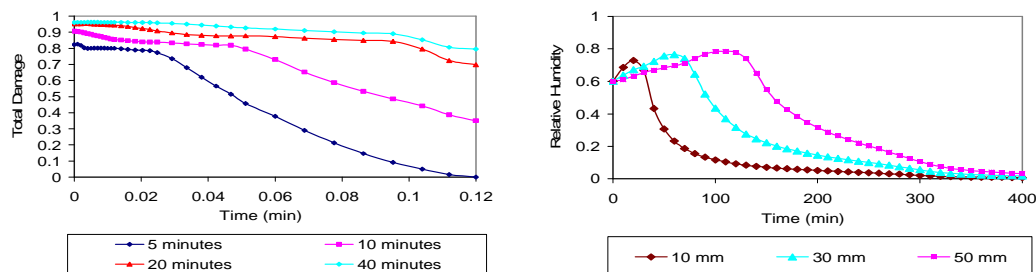 Total Damage
1
0.9
0.8
0.7
0.6
0.5
0.4
0.3
0.2
0.1
0
0 0.02 0.04 0.06 0.08 0.1 0.12
Time (min)
5 minutes 10 minutes
20 minutes 40 minutes
Relative Humidity
1
0.8
0.6
0.4
0.2
0
0 100 200 300 400
Time (min)
10 mm 30 mm 50 mm